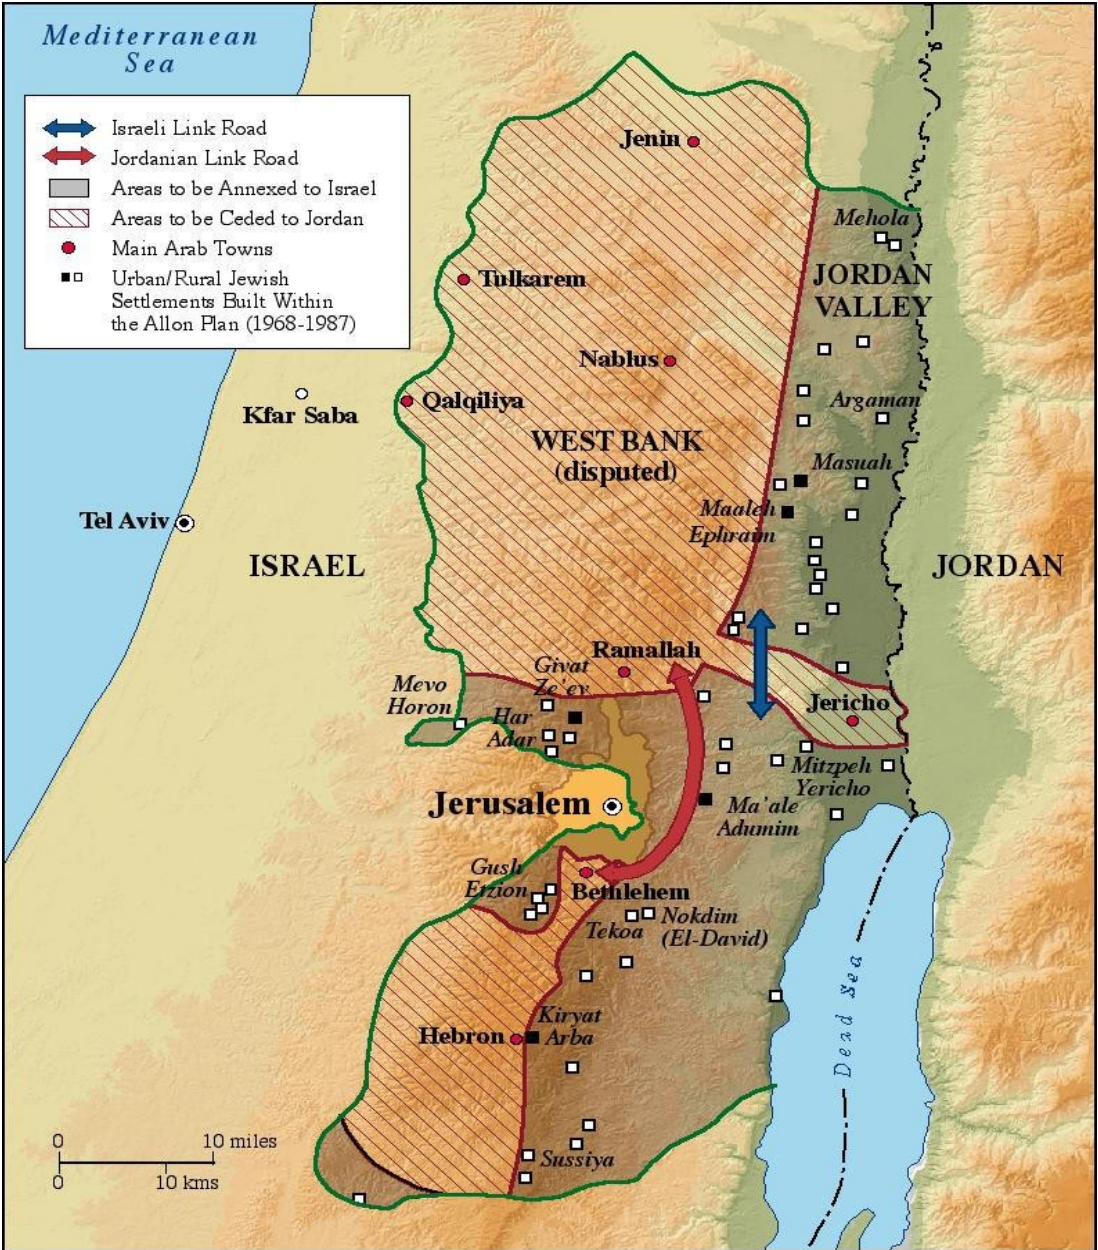 Mediterranean
Sea
Israeli Link Road
Jordanian Link Road
Areas to be Annexed to Israel
Areas to be Ceded to Jordan
Main Arab Towns
Urban/Rural Jewish
Settlements Built Within
the Allon Plan (1968-1987)
Jenin
Mehola
JORDAN
VALLEY
Tulkarem
Nablus
Kfar Saba
Qalqiliya
Argaman
WEST BANK
(disputed)
Masuah
Maaleh
Ephraim
Tel Aviv
ISRAEL
JORDAN
Ramallah
Givat
Ze'ev
Mevo
Horon
Har
Adar
Jericho
Mitzpeh
Yericho
Jerusalem
Ma'ale
Adumim
Gush
Etzion
Bethlehem
Tekoa
Nokdim
(El-David)
Dead Sea
Kiryat
Arba
Hebron
Sussiya
0 10 miles
0 10 kms